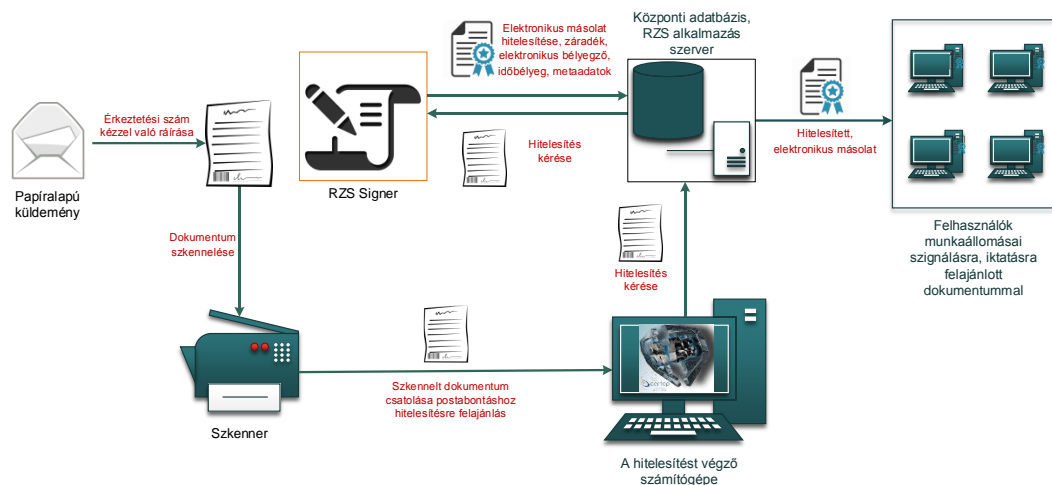 Elektronikus másolat
hitelesítése, záradék,
elektronikus bélyegző,
időbélyeg, metaadatok
Központi adatbázis,
RZS alkalmazás
szerver
Érkeztetési szám
kézzel való ráírása
Hitelesítés
kérése
Hitelesített,
elektronikus másolat
Papíralapú
küldemény
RZS Signer
Dokumentum
szkennelése
Hitelesítés
kérése
Felhasználók
munkaállomásai
szignálásra, iktatásra
felajánlott
dokumentummal
Szkennelt dokumentum
csatolása postabontáshoz
hitelesítésre felajánlás
Szkenner
A hitelesítést végző
számítógépe